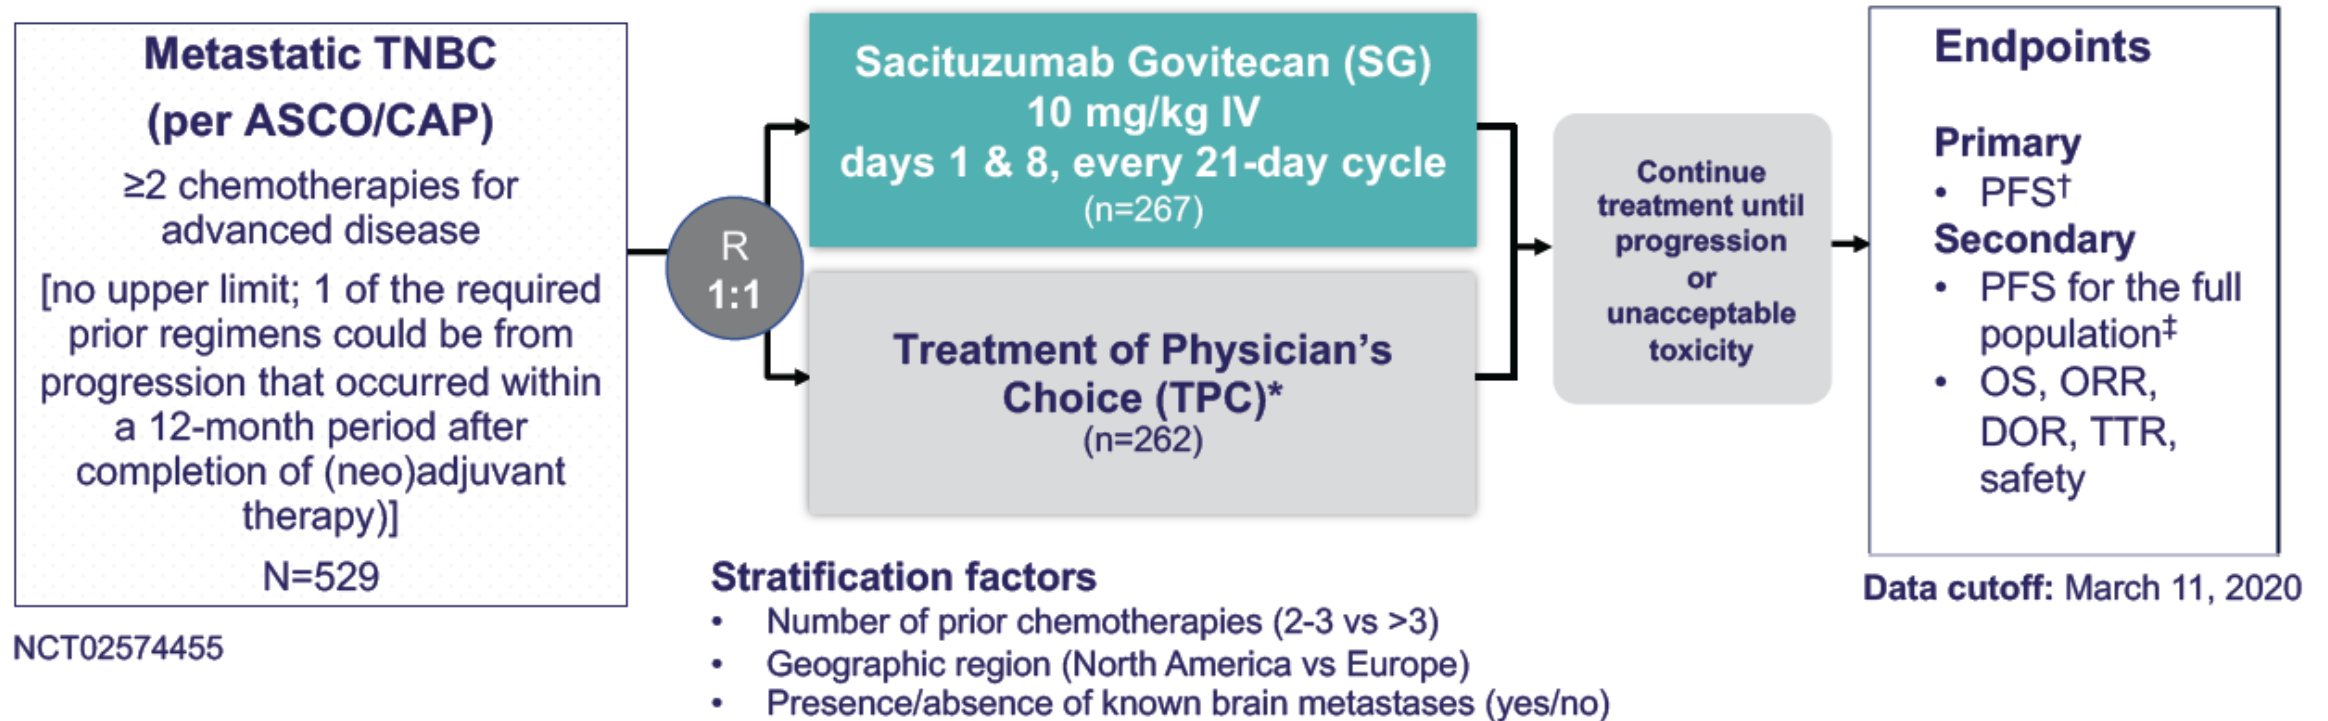 Metastatic TNBC
(per ASCO/CAP)
≥2 chemotherapies for
advanced disease
[no upper limit; 1 of the required
prior regimens could be from
progression that occurred within
a 12-month period after
completion of (neo)adjuvant
therapy)]
N=529
NCT02574455
R
1:1
Sacituzumab Govitecan (SG)
10 mg/kg IV
days 1 & 8, every 21-day cycle
(n=267)
Treatment of Physician’s
Choice (TPC)*
(n=262)
Continue
treatment until
progression
or
unacceptable
toxicity
Endpoints
Primary
• PFS†
Secondary
• PFS for the full
population‡
• OS, ORR,
DOR, TTR,
safety
Data cutoff: March 11, 2020
Stratification factors
• Number of prior chemotherapies (2-3 vs >3)
• Geographic region (North America vs Europe)
• Presence/absence of known brain metastases (yes/no)